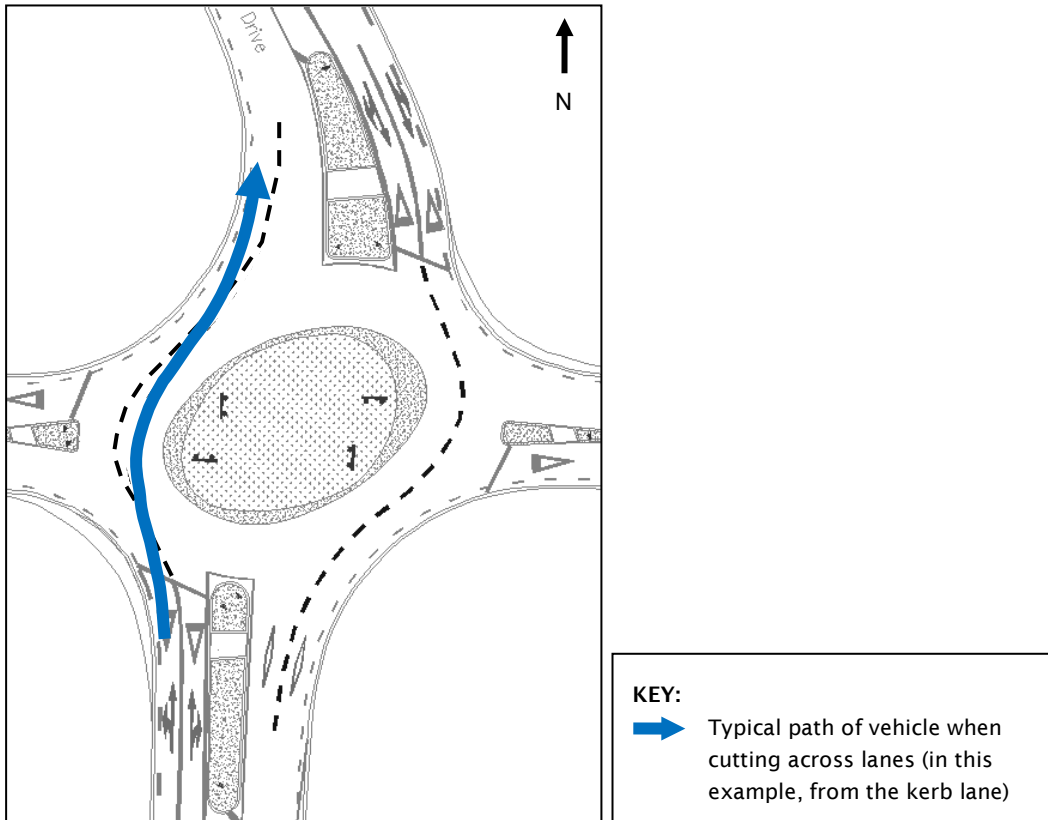 Drive
N
KEY:
Typical path of vehicle when
cutting across lanes (in this
example, from the kerb lane)